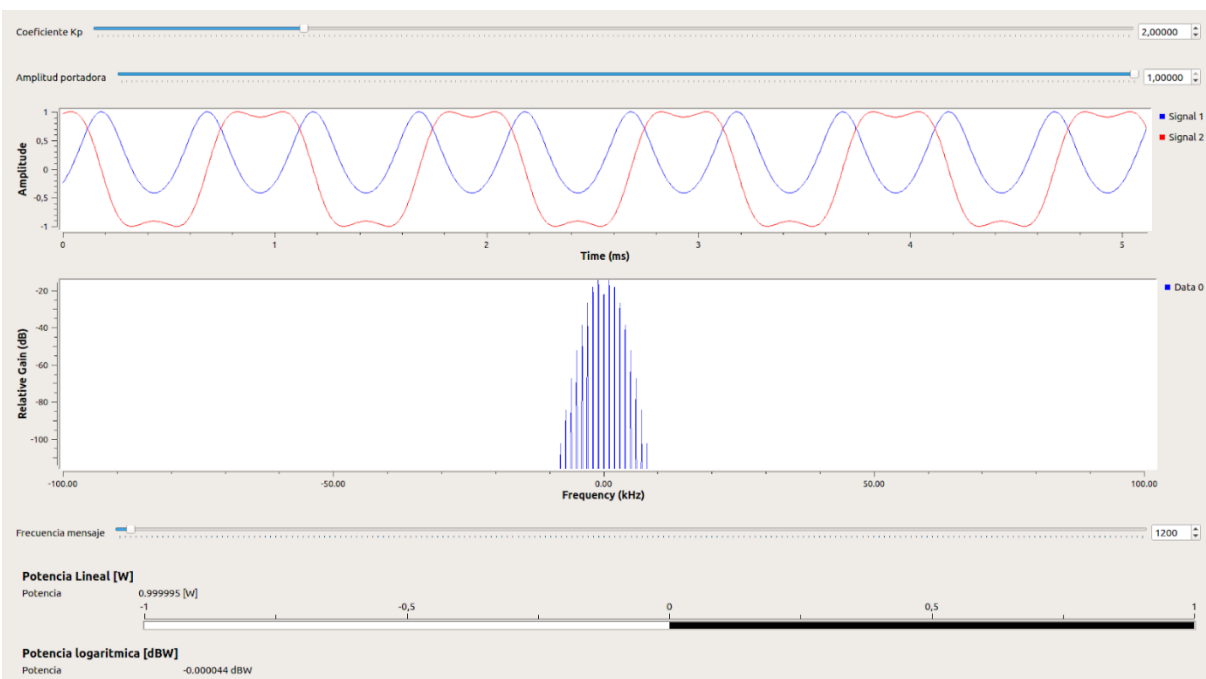 Coeficiente Kp 2,00000
Amplitud portadora 1,00000
1
0,5
0
-0,5
-1
Amplitude
Signal 1
Signal 2
0 1 2 3 4 5
Time (ms)
-20
-40
-60
-80
-100
Relative Gain (dB)
Data 0
-100.00 -50.00 0.00 50.00 100.00
Frequency (kHz)
Frecuencia mensaje 1200
Potencia Lineal [W]
Potencia 0.999995 [W]
-1 -0,5 0 0,5 1
Potencia logaritmica [dBW]
Potencia -0.000044 dBW